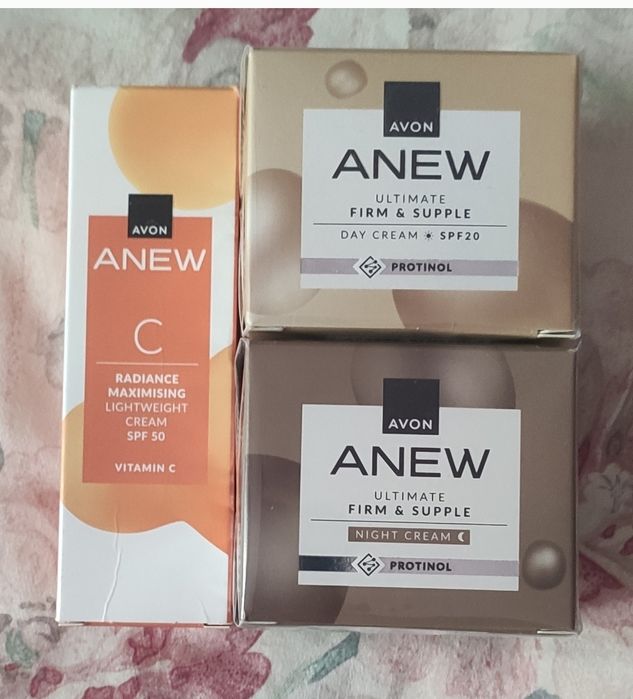 AVON
ANEW
C
RADIANCE
MAXIMISING
LIGHTWEIGHT
CREAM
SPF 50
VITAMIN C
AVON
ANEW
ULTIMATE
FIRM & SUPPLE
DAY CREAM ☀ SPF20
PROTINOL
AVON
ANEW
ULTIMATE
FIRM & SUPPLE
NIGHT CREAM
PROTINOL